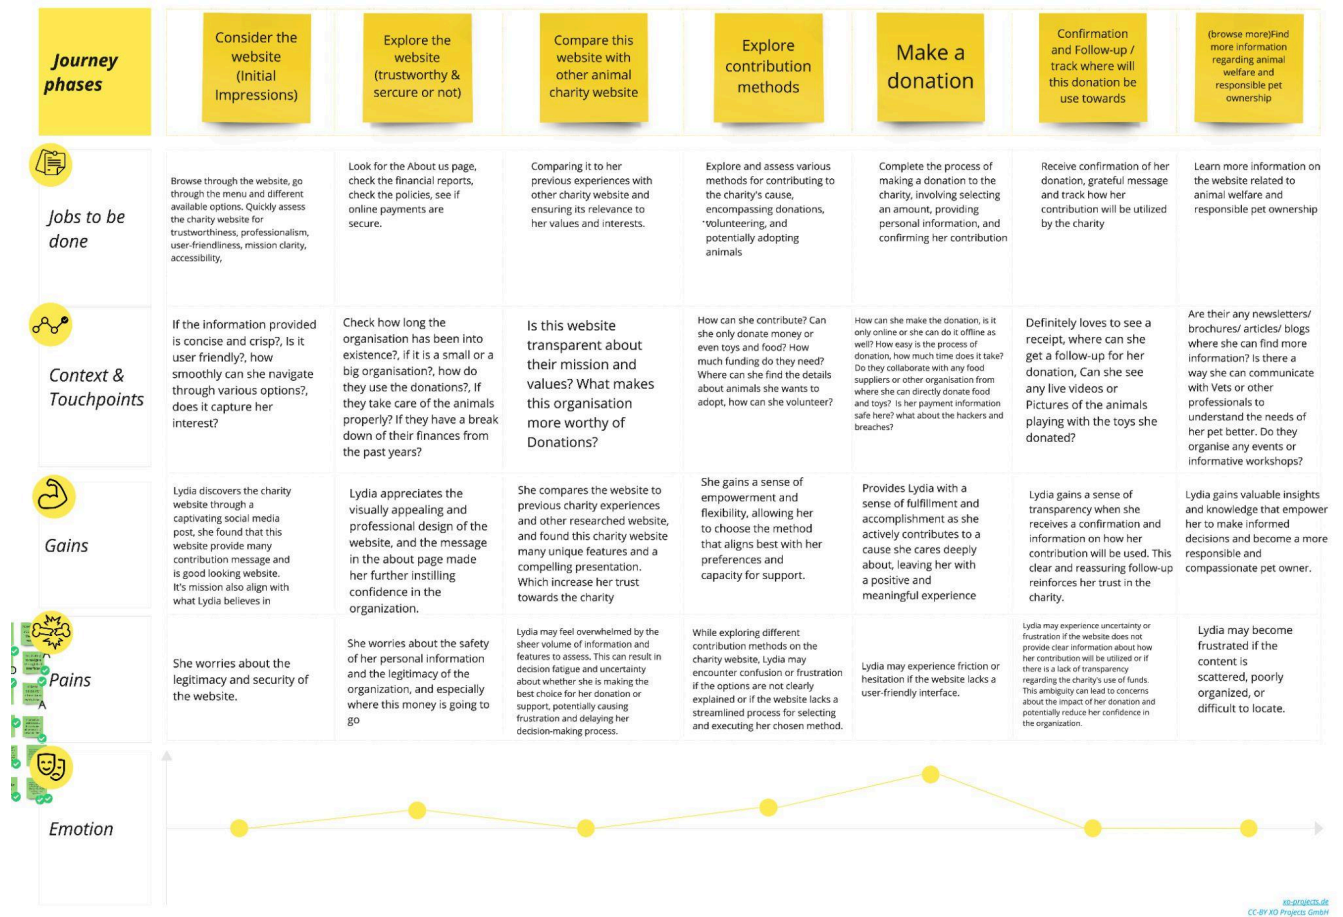 Journey
phases
Consider the
website
(Initial
Impressions)
Explore the
website
(trustworthy &
sercure or not)
Compare this
website with
other animal
charity website
Explore
contribution
methods
Make a
donation
Confirmation
and Follow-up /
track where will
this donation be
use towards
(browse more)Find
more information
regarding animal
welfare and
responsible pet
ownership
Jobs to be
done
Browse through the website, go
through the menu and different
available options. Quickly assess
the charity website for
trustworthiness, professionalism,
user-friendliness, mission clarity,
accessibility,
Look for the About us page,
check the financial reports,
check the policies, see if
online payments are
secure.
Comparing it to her
previous experiences with
other charity website and
ensuring its relevance to
her values and interests.
Explore and assess various
methods for contributing to
the charity's cause,
encompassing donations,
volunteering, and
potentially adopting
animals
Complete the process of
making a donation to the
charity, involving selecting
an amount, providing
personal information, and
confirming her contribution
Receive confirmation of her
donation, grateful message
and track how her
contribution will be utilized
by the charity
Learn more information on
the website related to
animal welfare and
responsible pet ownership
Context &
Touchpoints
If the information provided
is concise and crisp?, Is it
user friendly?, how
smoothly can she navigate
through various options?,
does it capture her
interest?
Check how long the
organisation has been into
existence?, if it is a small or a
big organisation?, how do
they use the donations?, If
they take care of the animals
properly? If they have a break
down of their finances from
the past years?
Is this website
transparent about
their mission and
values? What makes
this organisation
more worthy of
Donations?
How can she contribute? Can
she only donate money or
even toys and food? How
much funding do they need?
Where can she find the details
about animals she wants to
adopt, how can she volunteer?
How can she make the donation, is it
only online or she can do it offline as
well? How easy is the process of
donation, how much time does it take?
Do they collaborate with any food
suppliers or other organisation from
where she can directly donate food
and toys? Is her payment information
safe here? what about the hackers and
breaches?
Definitely loves to see a
receipt, where can she
get a follow-up for her
donation, Can she see
any live videos or
Pictures of the animals
playing with the toys she
donated?
Are their any newsletters/
brochures/ articles/ blogs
where she can find more
information? Is there a
way she can communicate
with Vets or other
professionals to
understand the needs of
her pet better. Do they
organise any events or
informative workshops?
Gains
Lydia discovers the charity
website through a
captivating social media
post, she found that this
website provide many
contribution message and
is good looking website.
It's mission also align with
what Lydia believes in
Lydia appreciates the
visually appealing and
professional design of the
website, and the message
in the about page made
her further instilling
confidence in the
organization.
She compares the website to
previous charity experiences
and other researched website,
and found this charity website
many unique features and a
compelling presentation.
Which increase her trust
towards the charity
She gains a sense of
empowerment and
flexibility, allowing her
to choose the method
that aligns best with her
preferences and
capacity for support.
Provides Lydia with a
sense of fulfillment and
accomplishment as she
actively contributes to a
cause she cares deeply
about, leaving her with
a positive and
meaningful experience
Lydia gains a sense of
transparency when she
receives a confirmation and
information on how her
contribution will be used. This
clear and reassuring follow-up
reinforces her trust in the
charity.
Lydia gains valuable insights
and knowledge that empower
her to make informed
decisions and become a more
responsible and
compassionate pet owner.
Pains
She worries about the
legitimacy and security of
the website.
She worries about the safety
of her personal information
and the legitimacy of the
organization, and especially
where this money is going to
go
Lydia may feel overwhelmed by the
sheer volume of information and
features to assess. This can result in
decision fatigue and uncertainty
about whether she is making the
best choice for her donation or
support, potentially causing
frustration and delaying her
decision-making process.
While exploring different
contribution methods on the
charity website, Lydia may
encounter confusion or frustration
if the options are not clearly
explained or if the website lacks a
streamlined process for selecting
and executing her chosen method.
Lydia may experience friction or
hesitation if the website lacks a
user-friendly interface.
Lydia may experience uncertainty or
frustration if the website does not
provide clear information about how
her contribution will be utilized or if
there is a lack of transparency
regarding the charity's use of funds.
This ambiguity can lead to concerns
about the impact of her donation and
potentially reduce her confidence in
the organization.
Lydia may become
frustrated if the
content is
scattered, poorly
organized, or
difficult to locate.
Emotion
xo-projects.de
CC-BY XO Projects GmbH